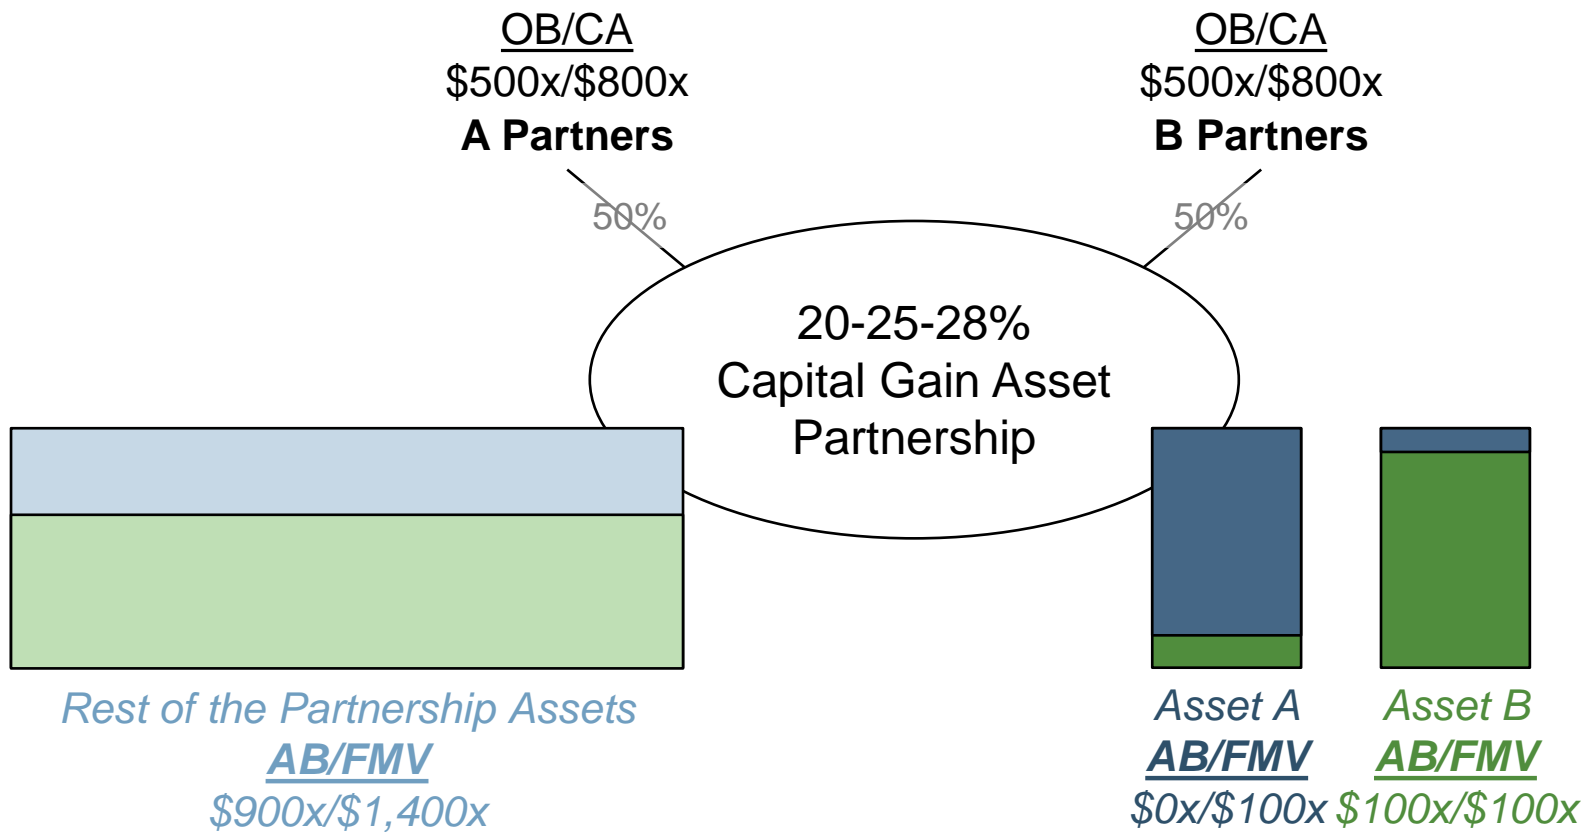 OB/CA
$500x/$800x
A Partners
50%
OB/CA
$500x/$800x
B Partners
50%
20-25-28%
Capital Gain Asset
Partnership
Rest of the Partnership Assets
AB/FMV
$900x/$1,400x
Asset A
AB/FMV
$0x/$100x
Asset B
AB/FMV
$100x/$100x